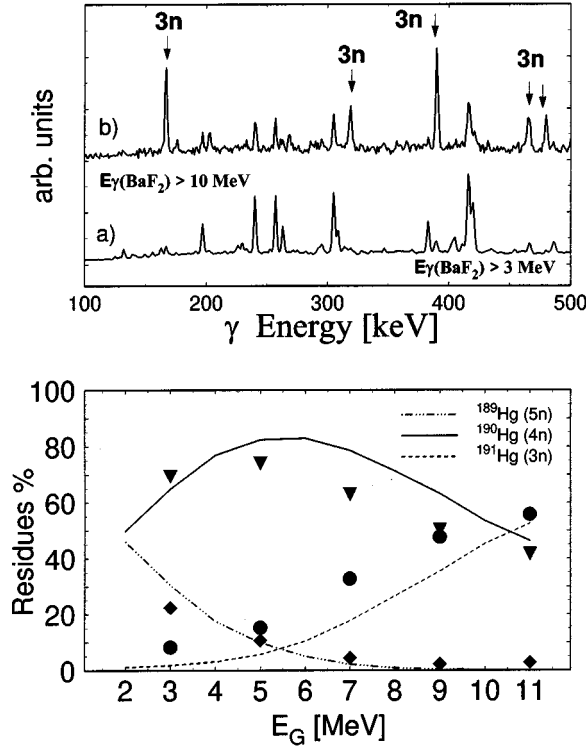 3n
3n
3n
3n
arb. units
b)
Eγ(BaF₂) > 10 MeV
a)
Eγ(BaF₂) > 3 MeV
100 200 300 400 500
γ Energy [keV]
100
80
60
40
20
0
Residues %
¹⁸⁹Hg (5n)
¹⁹⁰Hg (4n)
¹⁹¹Hg (3n)
2 3 4 5 6 7 8 9 10 11
E_G [MeV]